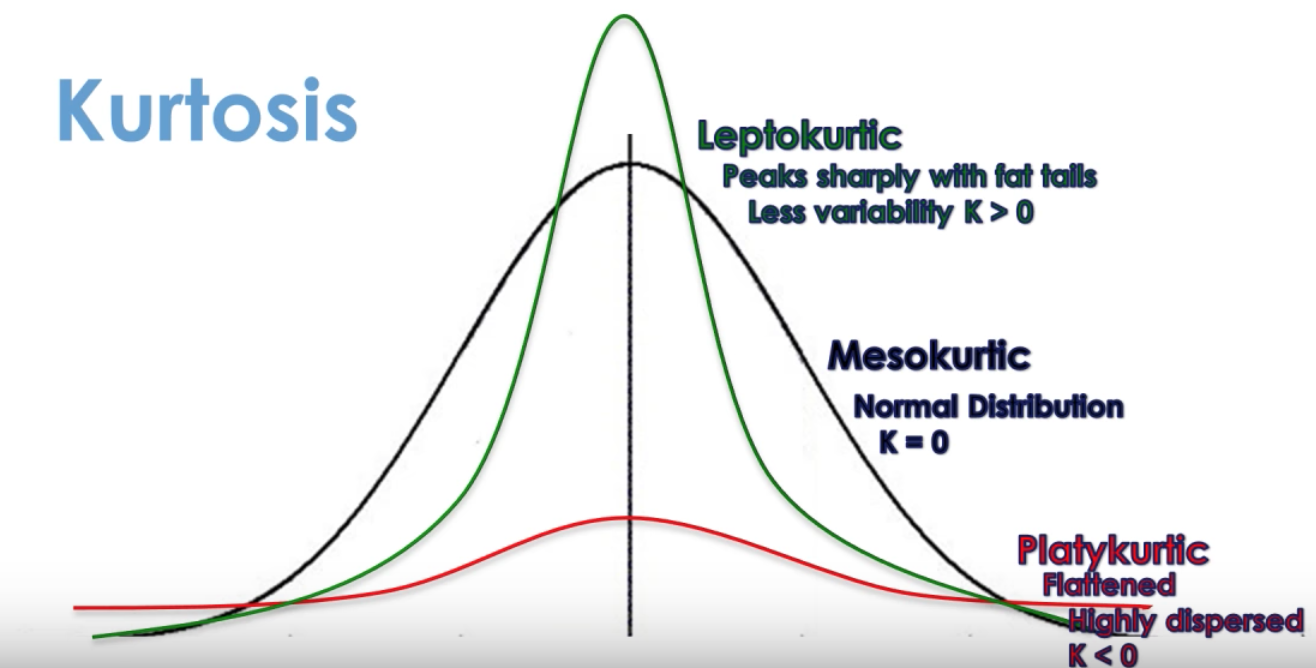 Kurtosis
Leptokurtic
Peaks sharply with fat tails
Less variability K > 0
Mesokurtic
Normal Distribution
K = 0
Platykurtic
Flattened
Highly dispersed
K < 0